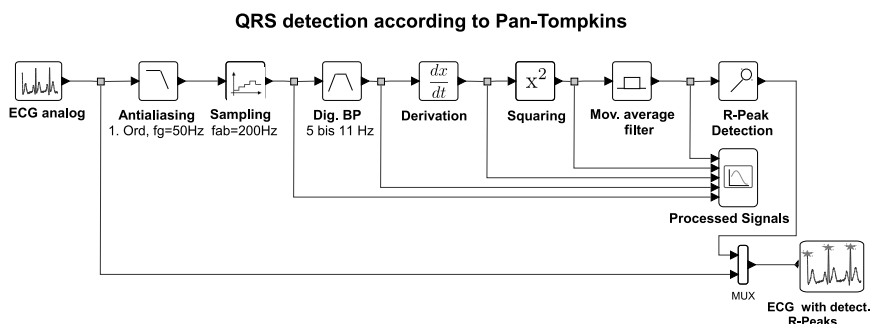 QRS detection according to Pan-Tompkins
ECG analog
Antialiasing
1. Ord, fg=50Hz
Sampling
fab=200Hz
Dig. BP
5 bis 11 Hz
dx
dt
Derivation
x²
Squaring
Mov. average
filter
R-Peak
Detection
Processed Signals
MUX
ECG with detect.
R-Peaks